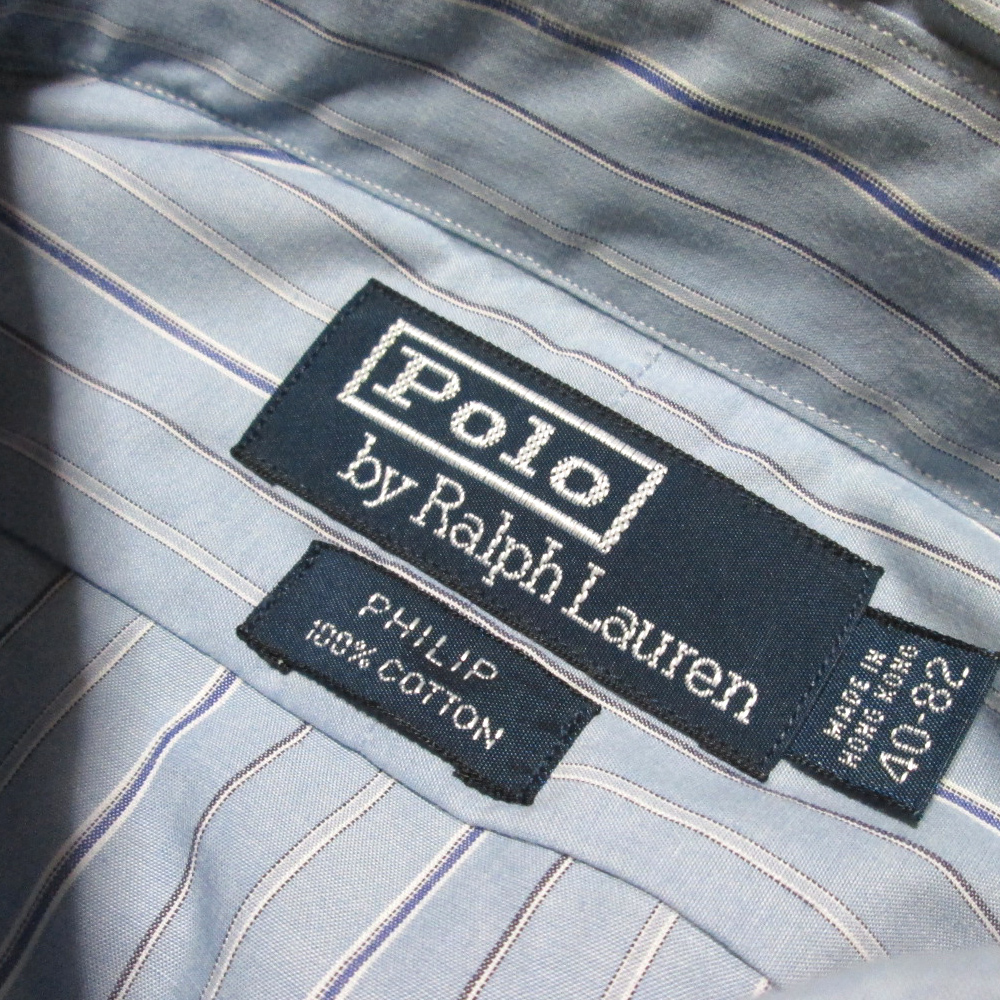 Polo
by Ralph Lauren
PHILIP
100% COTTON
MADE IN
HONG KONG
40-82